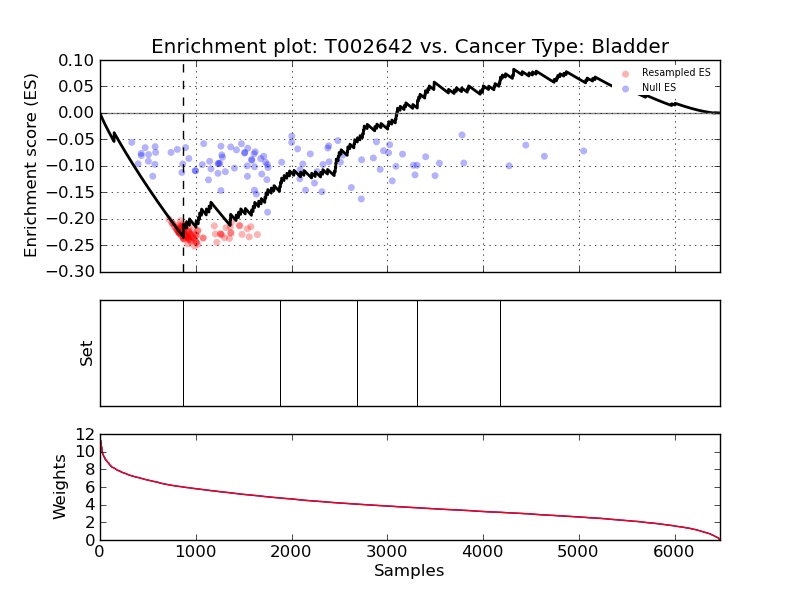 Enrichment plot: T002642 vs. Cancer Type: Bladder
Enrichment score (ES)
0.10
0.05
0.00
−0.05
−0.10
−0.15
−0.20
−0.25
−0.30
Resampled ES
Null ES
Set
Weights
12
10
8
6
4
2
0
0 1000 2000 3000 4000 5000 6000
Samples